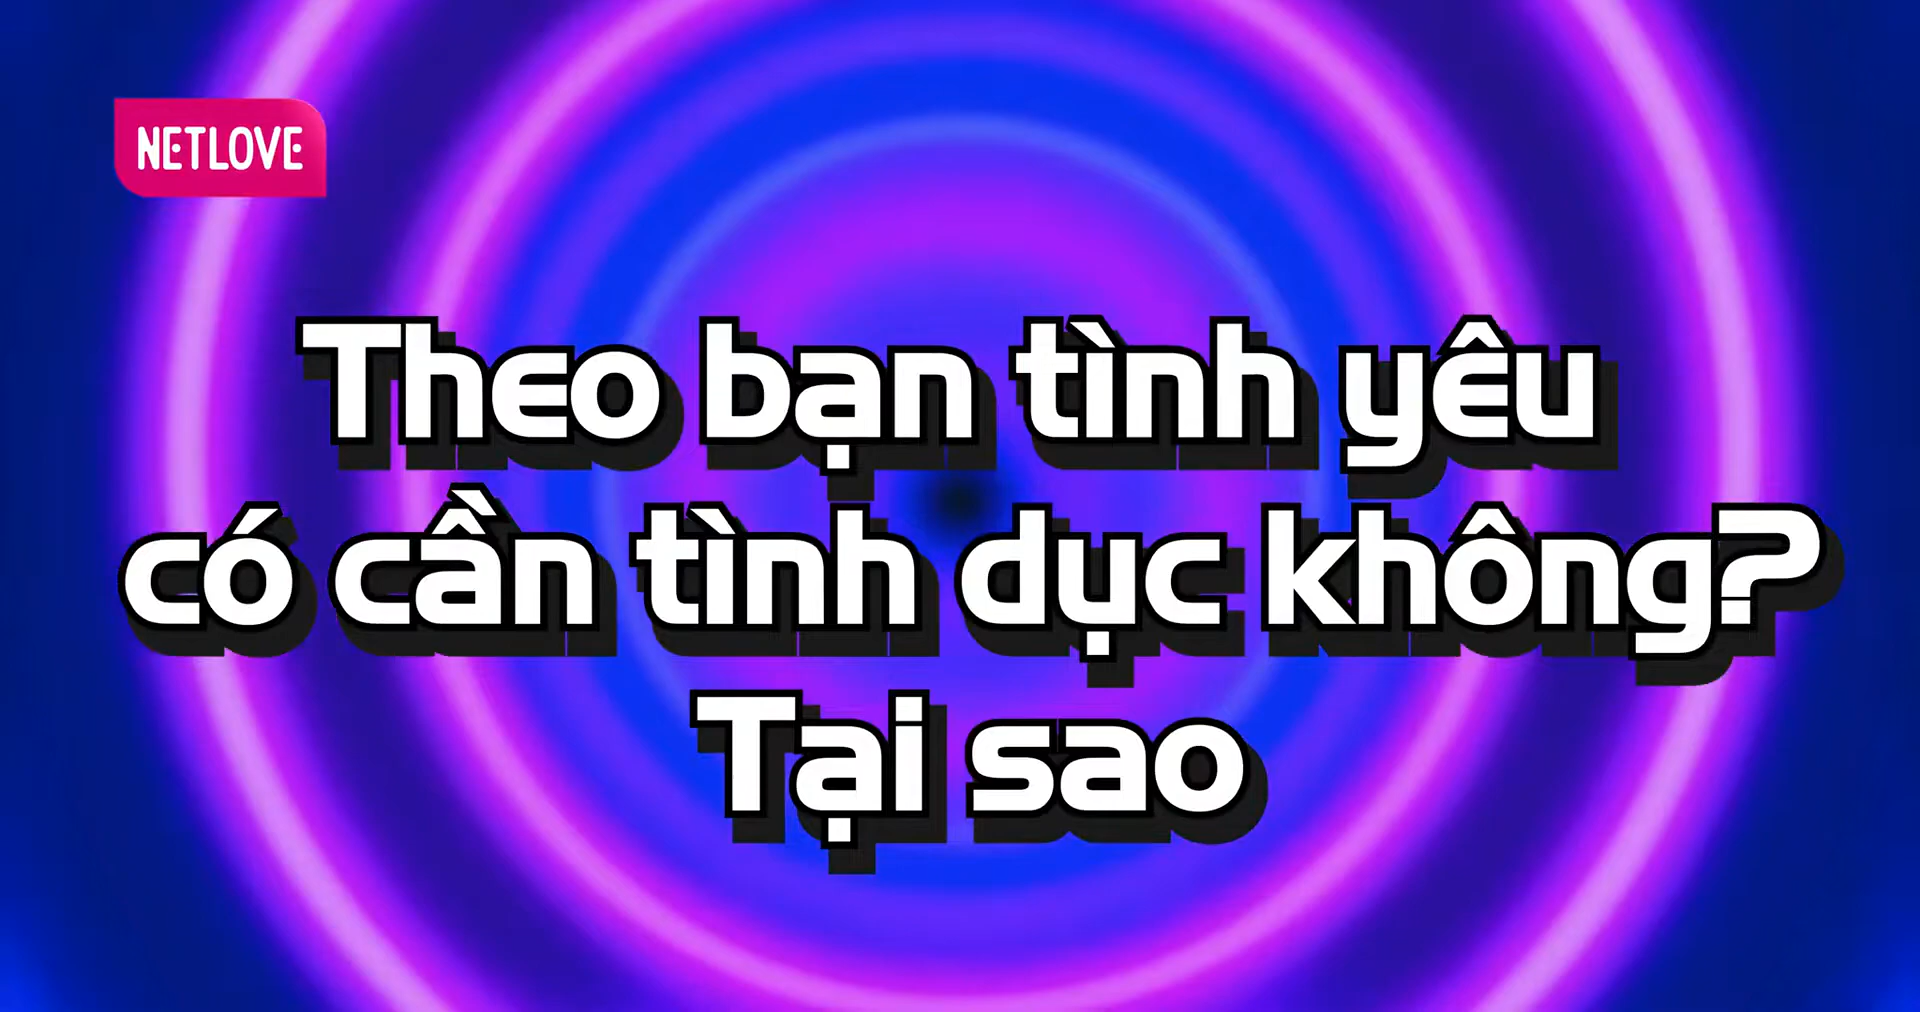 NETLOVE
Theo bạn tình yêu
có cần tình dục không?
Tại sao